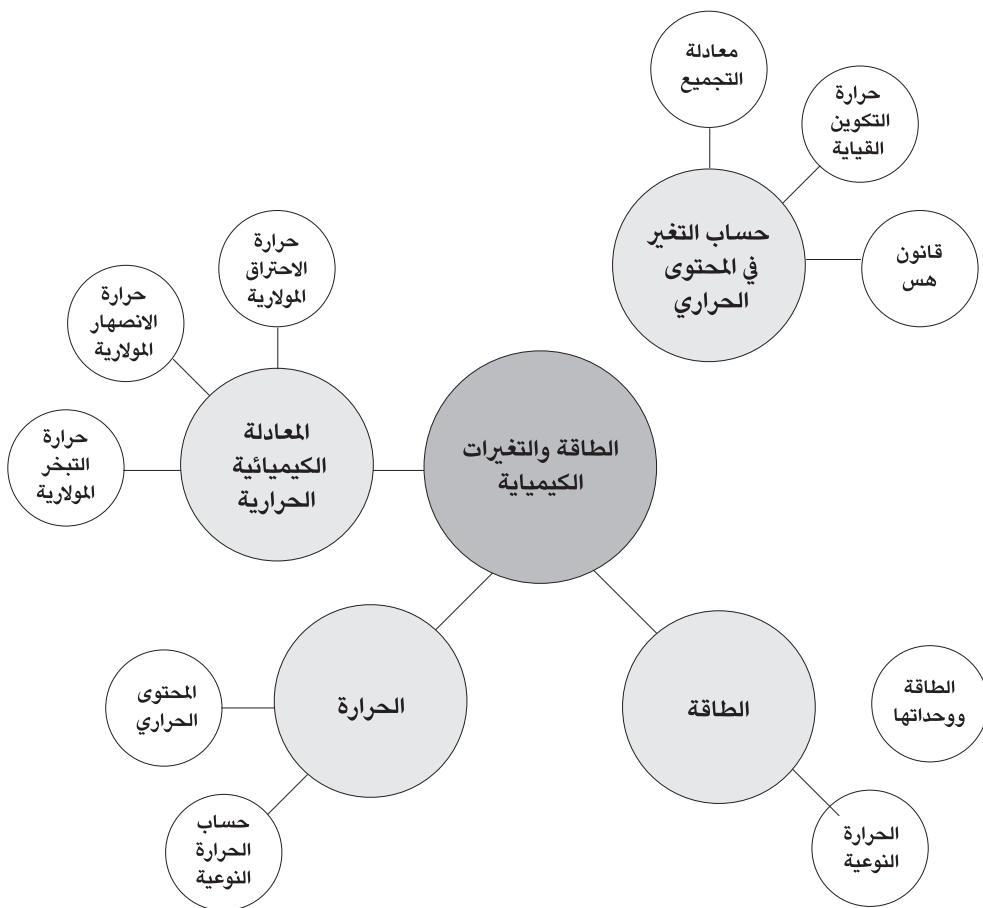 معادلة
التجميع
حرارة
التكوين
القياية
حساب التغير
في المحتوى
الحراري
قانون
هس
حرارة
الاحتراق
المولارية
حرارة
الانصهار
المولارية
حرارة
التبخر
المولارية
المعادلة
الكيميائية
الحرارية
الطاقة والتغيرات
الكيمياية
الحرارة
المحتوى
الحراري
حساب
الحرارة
النوعية
الطاقة
الطاقة
ووحداتها
الحرارة
النوعية